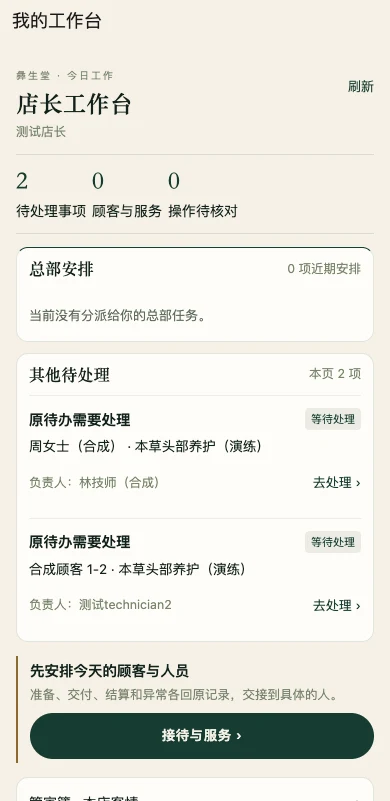 我的工作台
彝生堂 · 今日工作
刷新
店长工作台
测试店长
2 0 0
待处理事项 顾客与服务 操作待核对
总部安排 0 项近期安排
当前没有分派给你的总部任务。
其他待处理 本页 2 项
原待办需要处理 等待处理
周女士（合成） · 本草头部养护（演练）
负责人：林技师（合成） 去处理 ›
原待办需要处理 等待处理
合成顾客 1-2 · 本草头部养护（演练）
负责人：测试technician2 去处理 ›
先安排今天的顾客与人员
准备、交付、结算和异常各回原记录，交接到具体的人。
接待与服务 ›